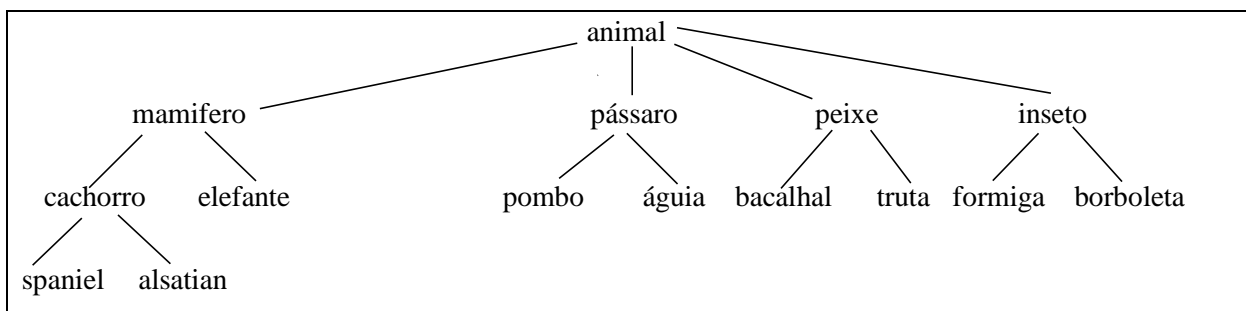 animal
mamifero pássaro peixe inseto
cachorro elefante pombo águia bacalhal truta formiga borboleta
spaniel alsatian